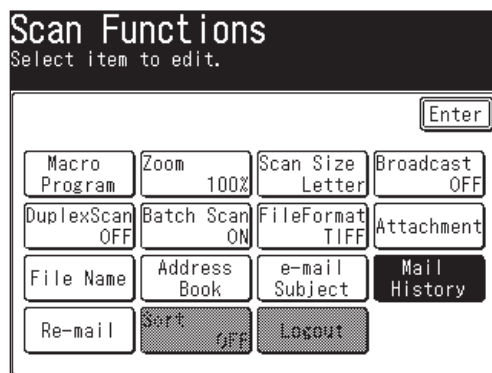 Scan Functions
Select item to edit.
Enter
Macro Program
Zoom 100%
Scan Size Letter
Broadcast OFF
DuplexScan OFF
Batch Scan ON
FileFormat TIFF
Attachment
File Name
Address Book
e-mail Subject
Mail History
Re-mail
Sort OFF
Logout